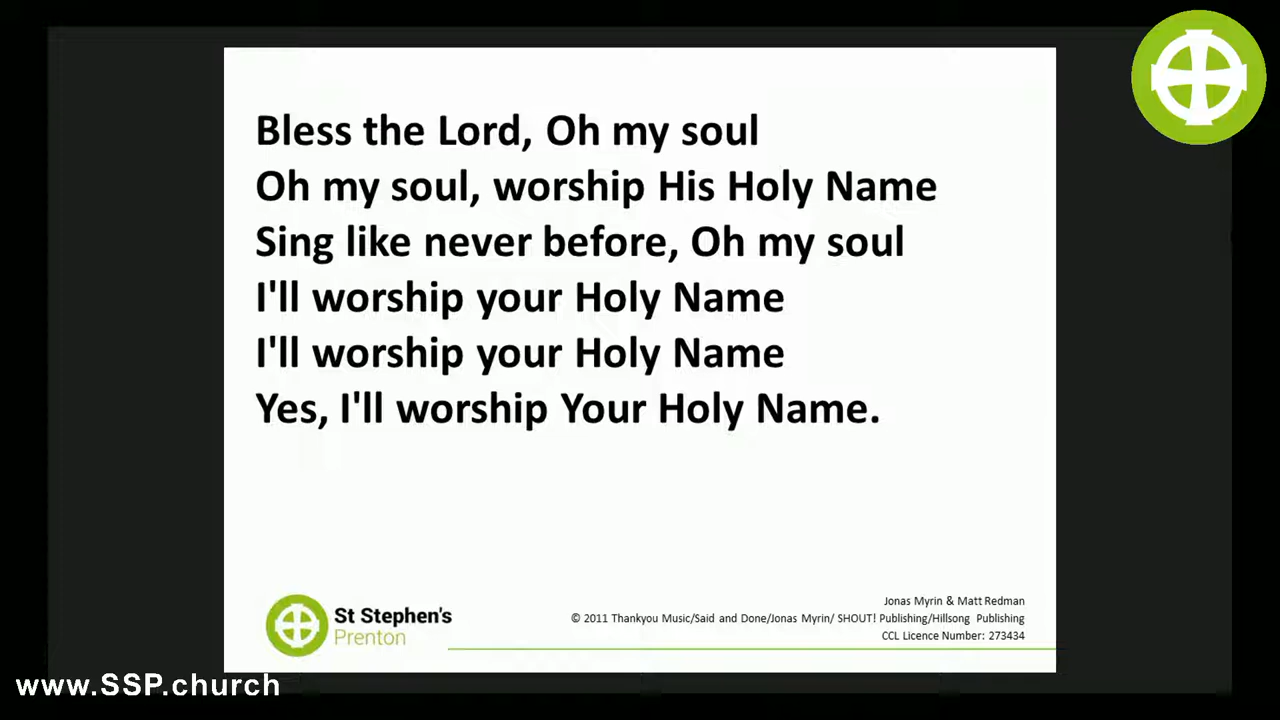 Bless the Lord, Oh my soul
Oh my soul, worship His Holy Name
Sing like never before, Oh my soul
I'll worship your Holy Name
I'll worship your Holy Name
Yes, I'll worship Your Holy Name.
St Stephen's
Prenton
Jonas Myrin & Matt Redman
© 2011 Thankyou Music/Said and Done/Jonas Myrin/ SHOUT! Publishing/Hillsong Publishing
CCL Licence Number: 273434
www.SSP.church